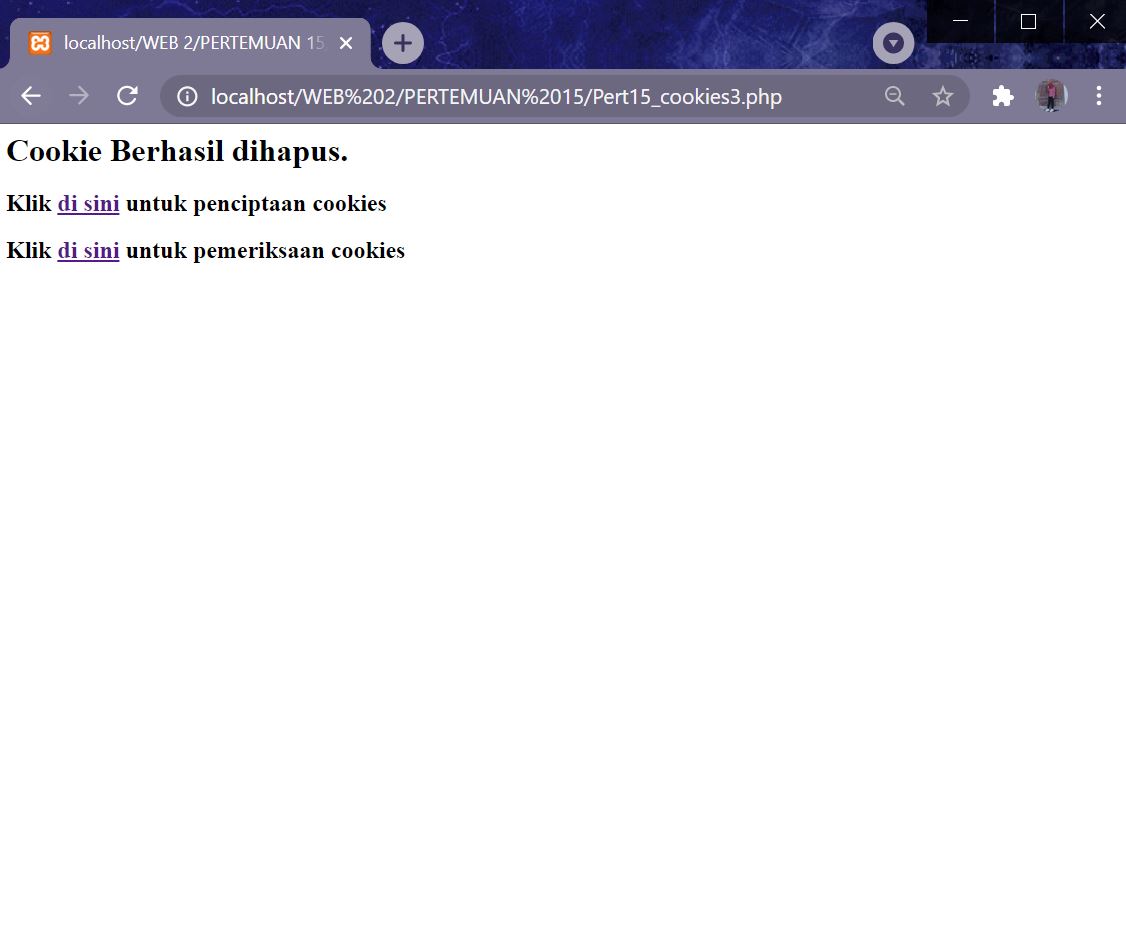 localhost/WEB 2/PERTEMUAN 15
localhost/WEB%202/PERTEMUAN%2015/Pert15_cookies3.php
Cookie Berhasil dihapus.
Klik di sini untuk penciptaan cookies
Klik di sini untuk pemeriksaan cookies